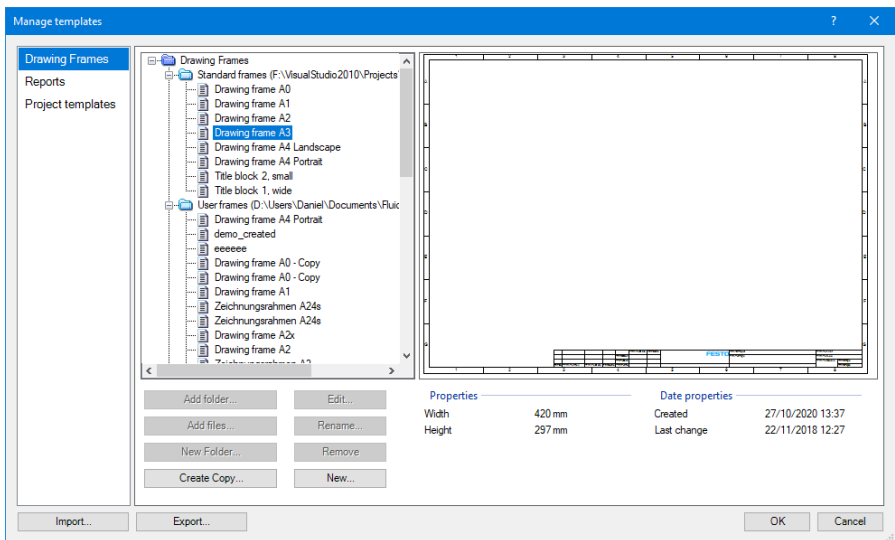 Manage templates
Drawing Frames
Reports
Project templates
Drawing Frames
Standard frames (F:\VisualStudio2010\Projects\
Drawing frame A0
Drawing frame A1
Drawing frame A2
Drawing frame A3
Drawing frame A4 Landscape
Drawing frame A4 Portrait
Title block 2, small
Title block 1, wide
User frames (D:\Users\Daniel\Documents\Fluid
Drawing frame A4 Portrait
demo_created
eeeeee
Drawing frame A0 - Copy
Drawing frame A0 - Copy
Drawing frame A1
Zeichnungsrahmen A24s
Zeichnungsrahmen A24s
Drawing frame A2x
Drawing frame A2
Zeichnungsrahmen A3
FESTO
Add folder...
Edit...
Add files...
Rename...
New Folder...
Remove
Create Copy...
New...
Properties
Width 420 mm
Height 297 mm
Date properties
Created 27/10/2020 13:37
Last change 22/11/2018 12:27
Import...
Export...
OK
Cancel